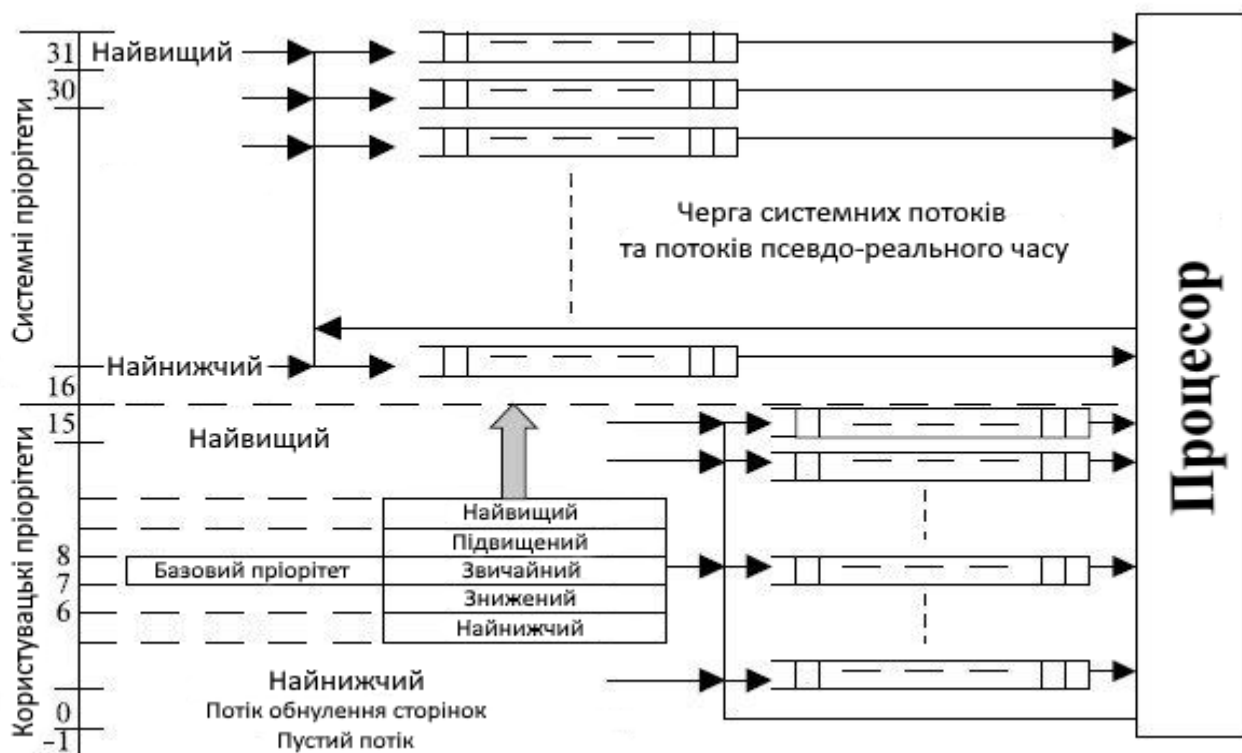 31
Найвищий
30
Системні пріоритети
Черга системних потоків
та потоків псевдо-реального часу
Процесор
Найнижчий
16
15
Найвищий
Користувацькі пріоритети
Найвищий
Підвищений
8
Базовий пріоритет
Звичайний
7
Знижений
6
Найнижчий
Найнижчий
Потік обнулення сторінок
0
Пустий потік
-1